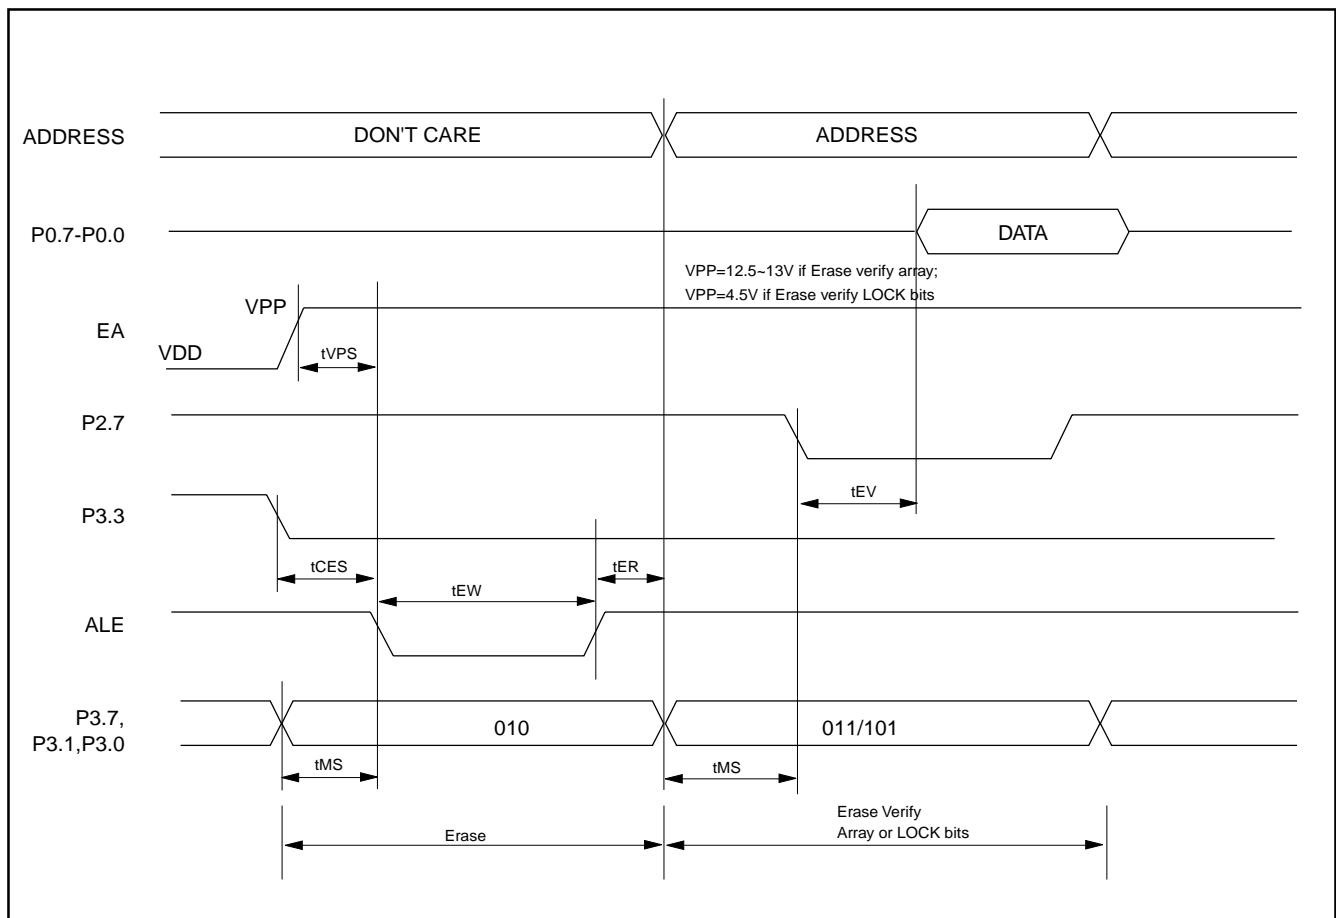 ADDRESS
DON'T CARE
ADDRESS
P0.7-P0.0
DATA
VPP=12.5~13V if Erase verify array;
VPP=4.5V if Erase verify LOCK bits
VPP
EA
VDD
tVPS
P2.7
tEV
P3.3
tCES
tER
tEW
ALE
P3.7,
P3.1,P3.0
010
011/101
tMS
tMS
Erase
Erase Verify
Array or LOCK bits